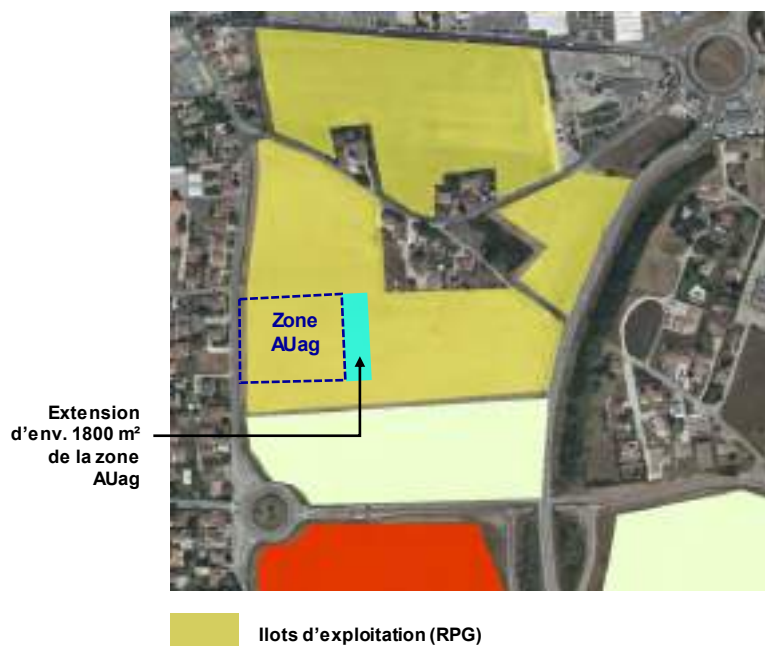 Zone
AUag
Extension
d'env. 1800 m²
de la zone
AUag
Ilots d'exploitation (RPG)